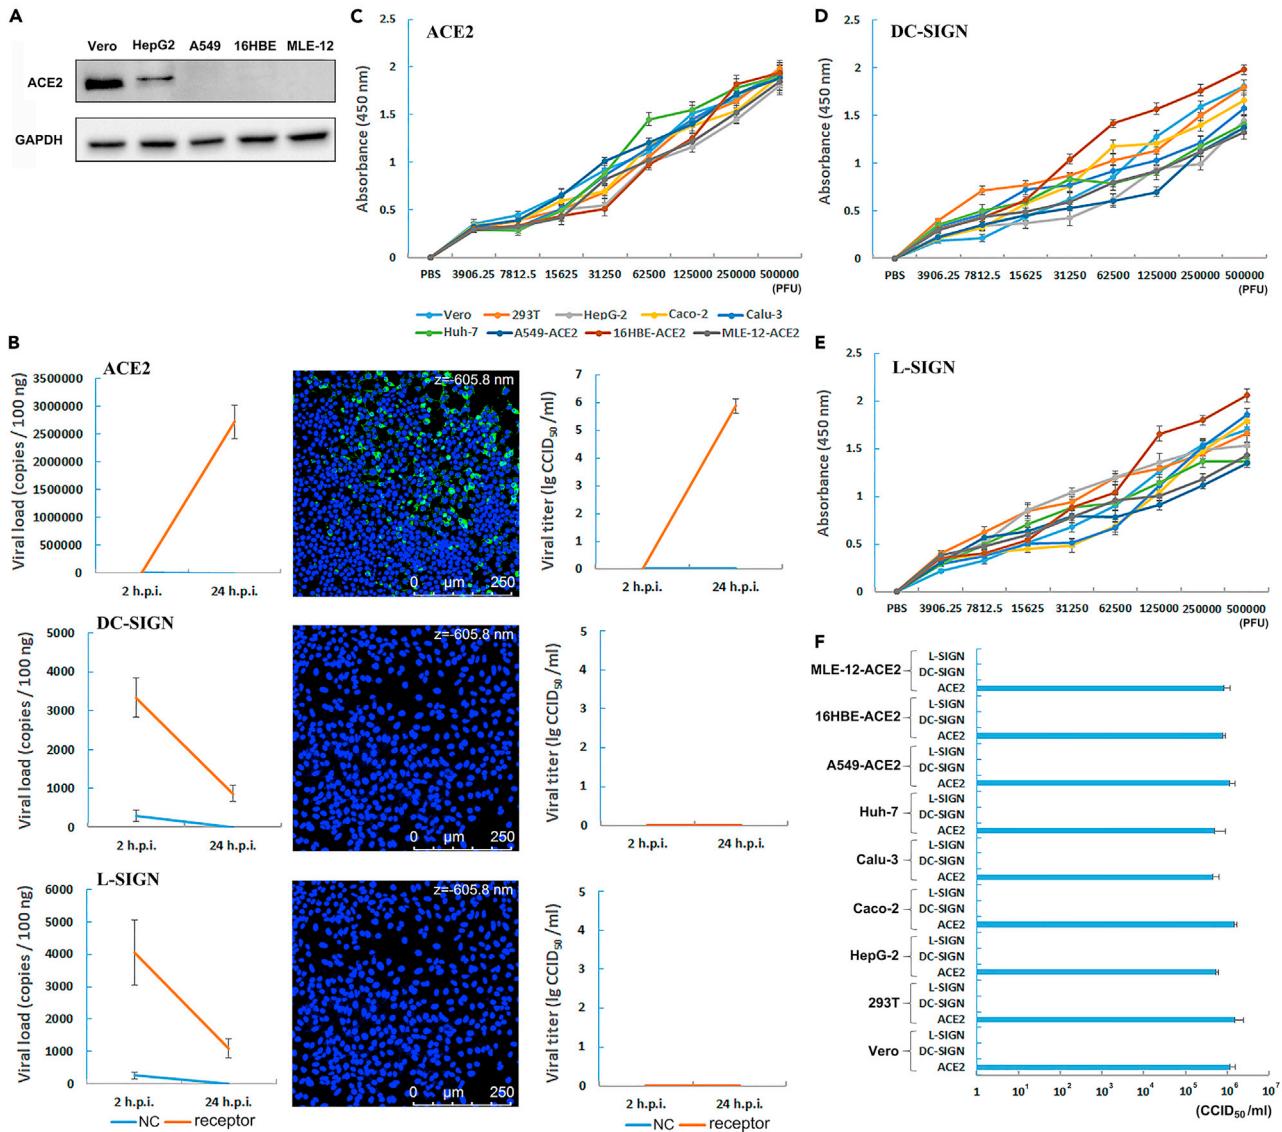 A
Vero HepG2 A549 16HBE MLE-12
ACE2
GAPDH
B
ACE2
Viral load (copies / 100 ng)
3500000
3000000
2500000
2000000
1500000
1000000
500000
0
2 h.p.i. 24 h.p.i.
z=-605.8 nm
0 µm 250
Viral titer (lg CCID50 /ml)
7
6
5
4
3
2
1
0
2 h.p.i. 24 h.p.i.
DC-SIGN
Viral load (copies / 100 ng)
5000
4000
3000
2000
1000
0
2 h.p.i. 24 h.p.i.
z=-605.8 nm
0 µm 250
Viral titer (lg CCID50 /ml)
5
4
3
2
1
0
2 h.p.i. 24 h.p.i.
L-SIGN
Viral load (copies / 100 ng)
6000
5000
4000
3000
2000
1000
0
2 h.p.i. 24 h.p.i.
NC receptor
z=-605.8 nm
0 µm 250
Viral titer (lg CCID50 /ml)
5
4
3
2
1
0
2 h.p.i. 24 h.p.i.
NC receptor
C
ACE2
Absorbance (450 nm)
2.5
2
1.5
1
0.5
0
PBS 3906.25 7812.5 15625 31250 62500 125000 250000 500000
(PFU)
Vero 293T HepG-2 Caco-2 Calu-3
Huh-7 A549-ACE2 16HBE-ACE2 MLE-12-ACE2
D
DC-SIGN
Absorbance (450 nm)
2.5
2
1.5
1
0.5
0
PBS 3906.25 7812.5 15625 31250 62500 125000 250000 500000
(PFU)
E
L-SIGN
Absorbance (450 nm)
2.5
2
1.5
1
0.5
0
PBS 3906.25 7812.5 15625 31250 62500 125000 250000 500000
(PFU)
F
MLE-12-ACE2
L-SIGN
DC-SIGN
ACE2
16HBE-ACE2
L-SIGN
DC-SIGN
ACE2
A549-ACE2
L-SIGN
DC-SIGN
ACE2
Huh-7
L-SIGN
DC-SIGN
ACE2
Calu-3
L-SIGN
DC-SIGN
ACE2
Caco-2
L-SIGN
DC-SIGN
ACE2
HepG-2
L-SIGN
DC-SIGN
ACE2
293T
L-SIGN
DC-SIGN
ACE2
Vero
L-SIGN
DC-SIGN
ACE2
1 10¹ 10² 10³ 10⁴ 10⁵ 10⁶ 10⁷
(CCID50 /ml)